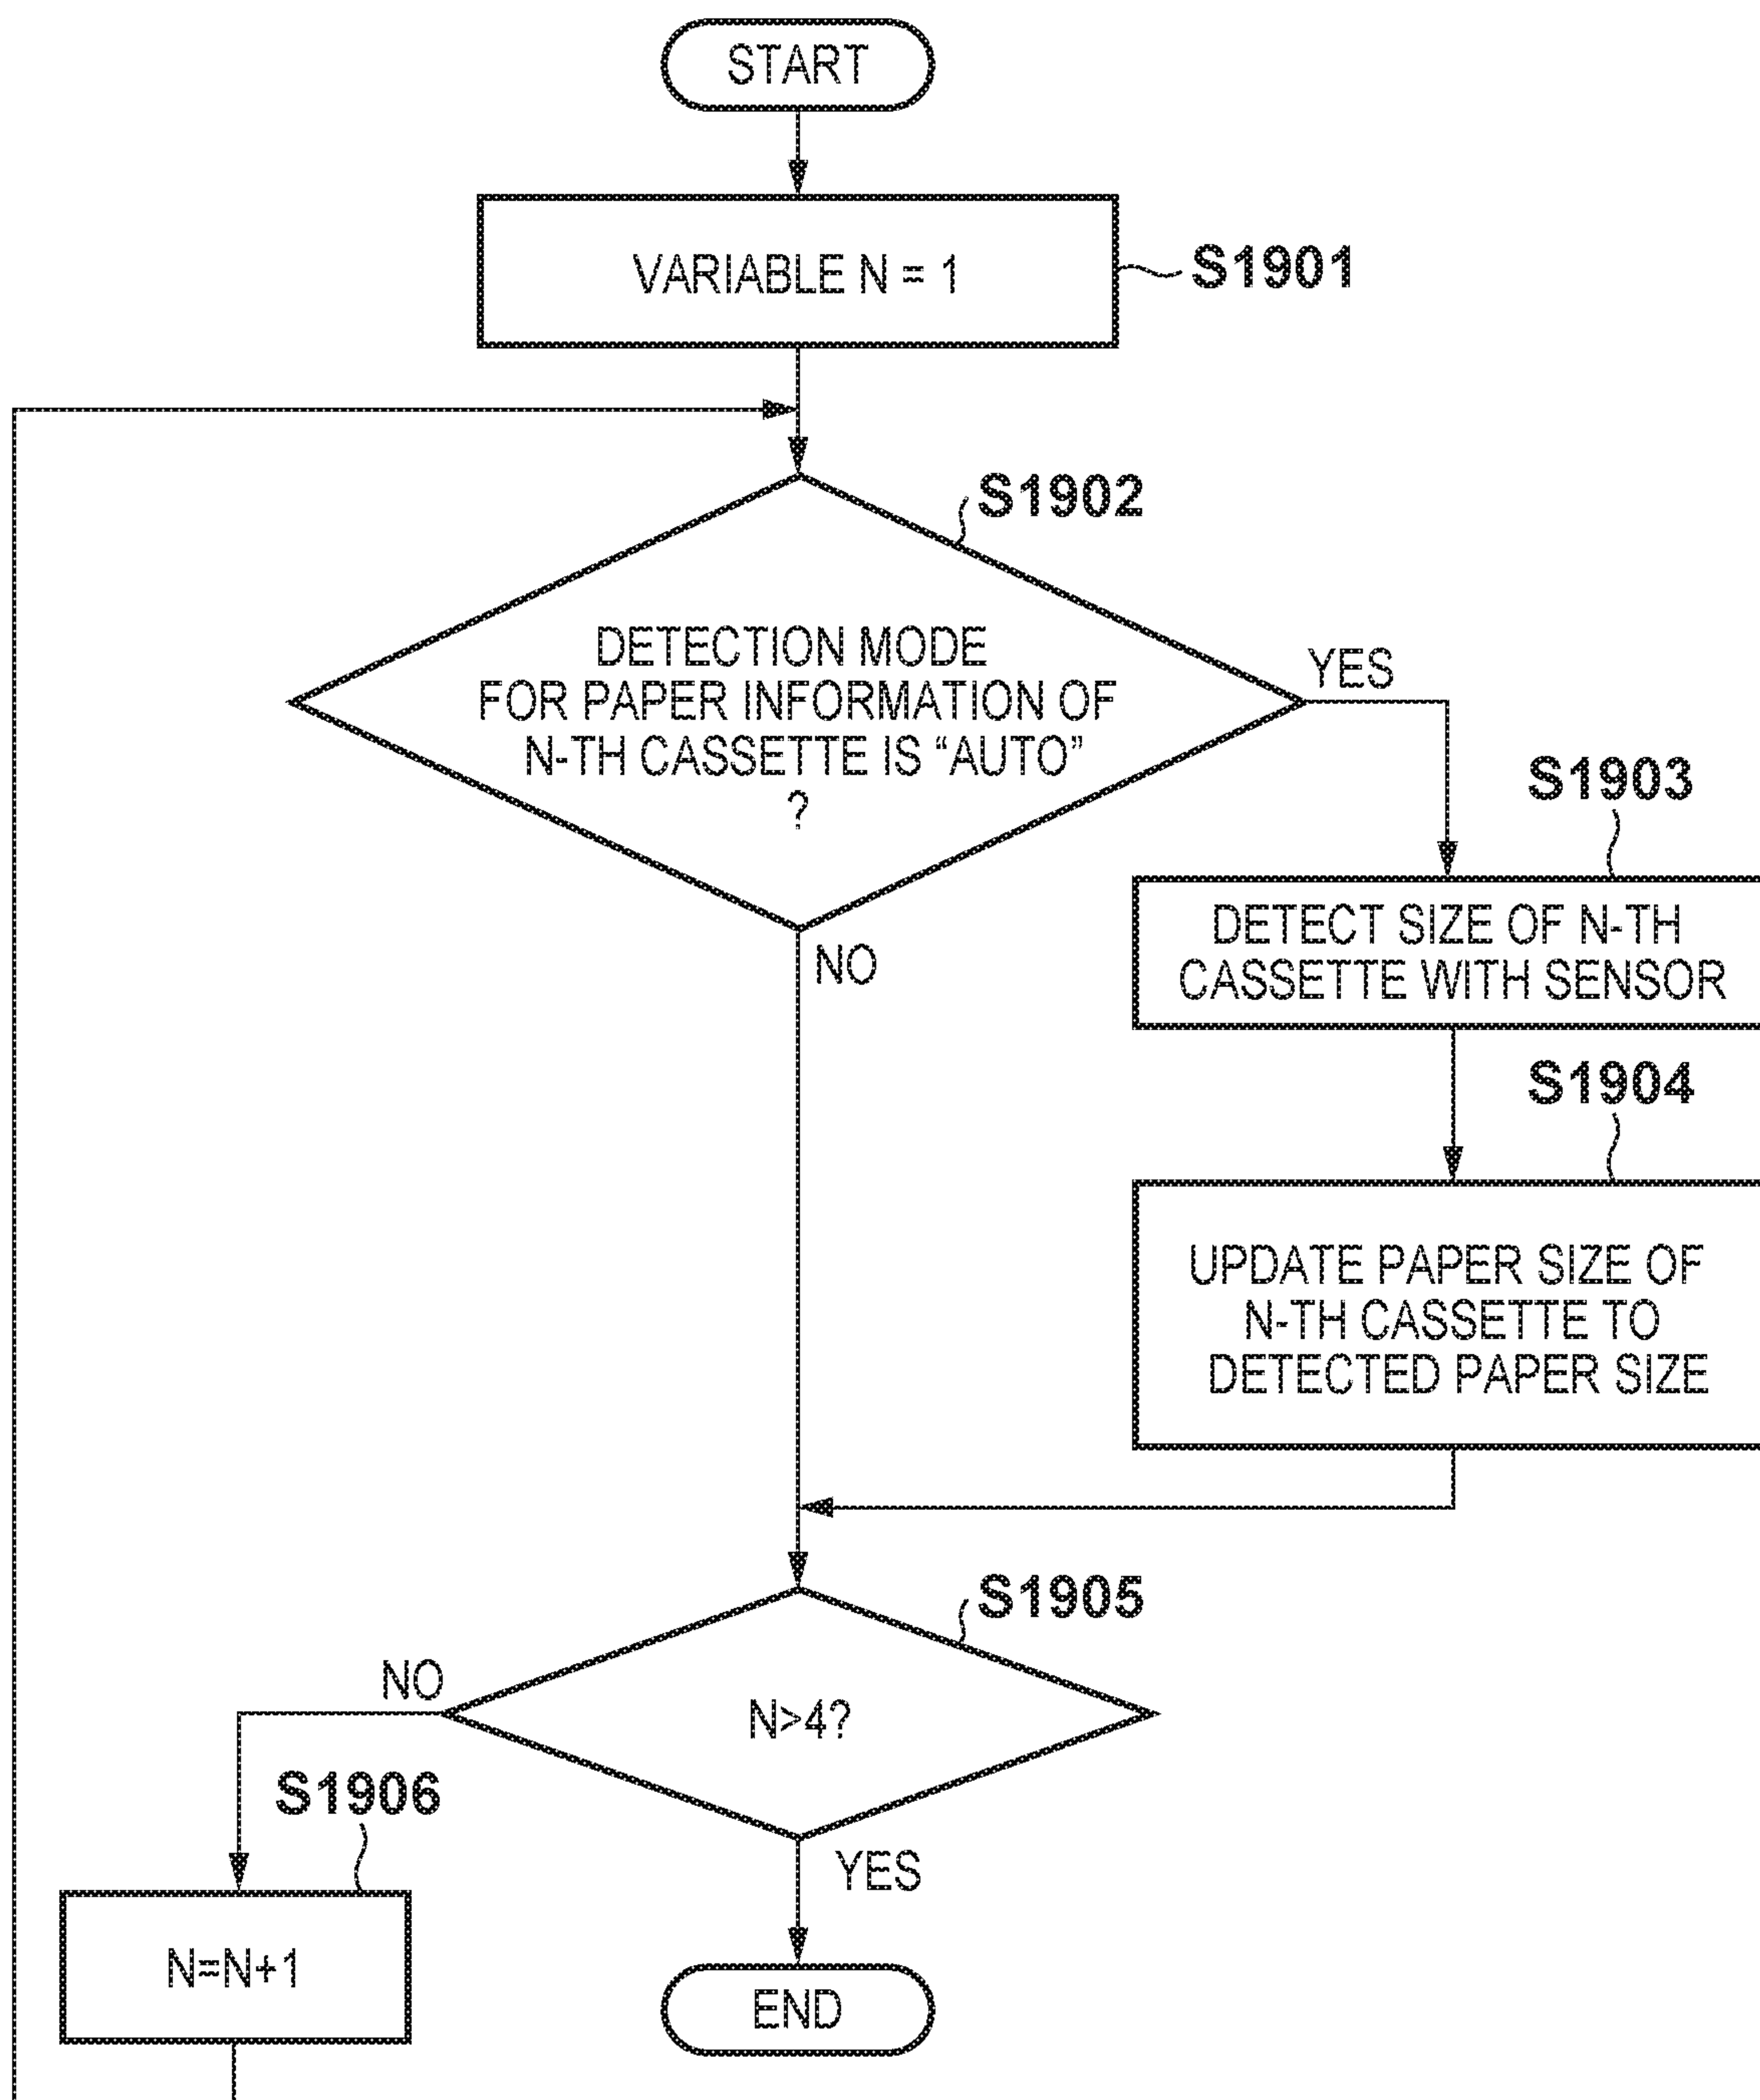 START
VARIABLE N = 1
S1901
S1902
DETECTION MODE
FOR PAPER INFORMATION OF
N-TH CASSETTE IS “AUTO”
?
YES
NO
S1903
DETECT SIZE OF N-TH
CASSETTE WITH SENSOR
S1904
UPDATE PAPER SIZE OF
N-TH CASSETTE TO
DETECTED PAPER SIZE
S1905
N>4?
NO
YES
S1906
N=N+1
END